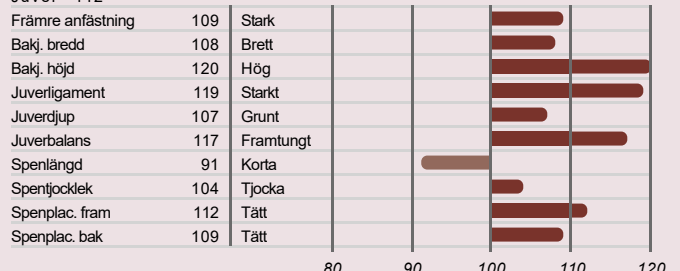 Juver 112
Främre anfästning 109 Stark
Bakj. bredd 108 Brett
Bakj. höjd 120 Hög
Juverligament 119 Starkt
Juverdjup 107 Grunt
Juverbalans 117 Framtungt
Spenlängd 91 Korta
Spentjocklek 104 Tjocka
Spenplac. fram 112 Tätt
Spenplac. bak 109 Tätt
80 90 100 110 120